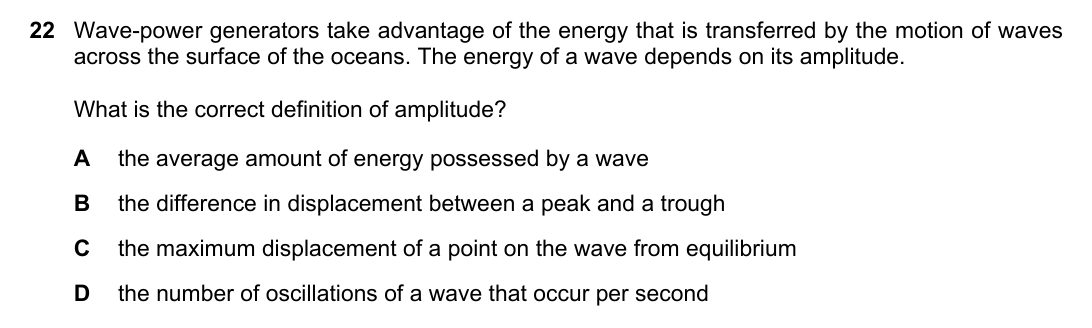 22 Wave-power generators take advantage of the energy that is transferred by the motion of waves
across the surface of the oceans. The energy of a wave depends on its amplitude.
What is the correct definition of amplitude?
A the average amount of energy possessed by a wave
B the difference in displacement between a peak and a trough
C the maximum displacement of a point on the wave from equilibrium
D the number of oscillations of a wave that occur per second